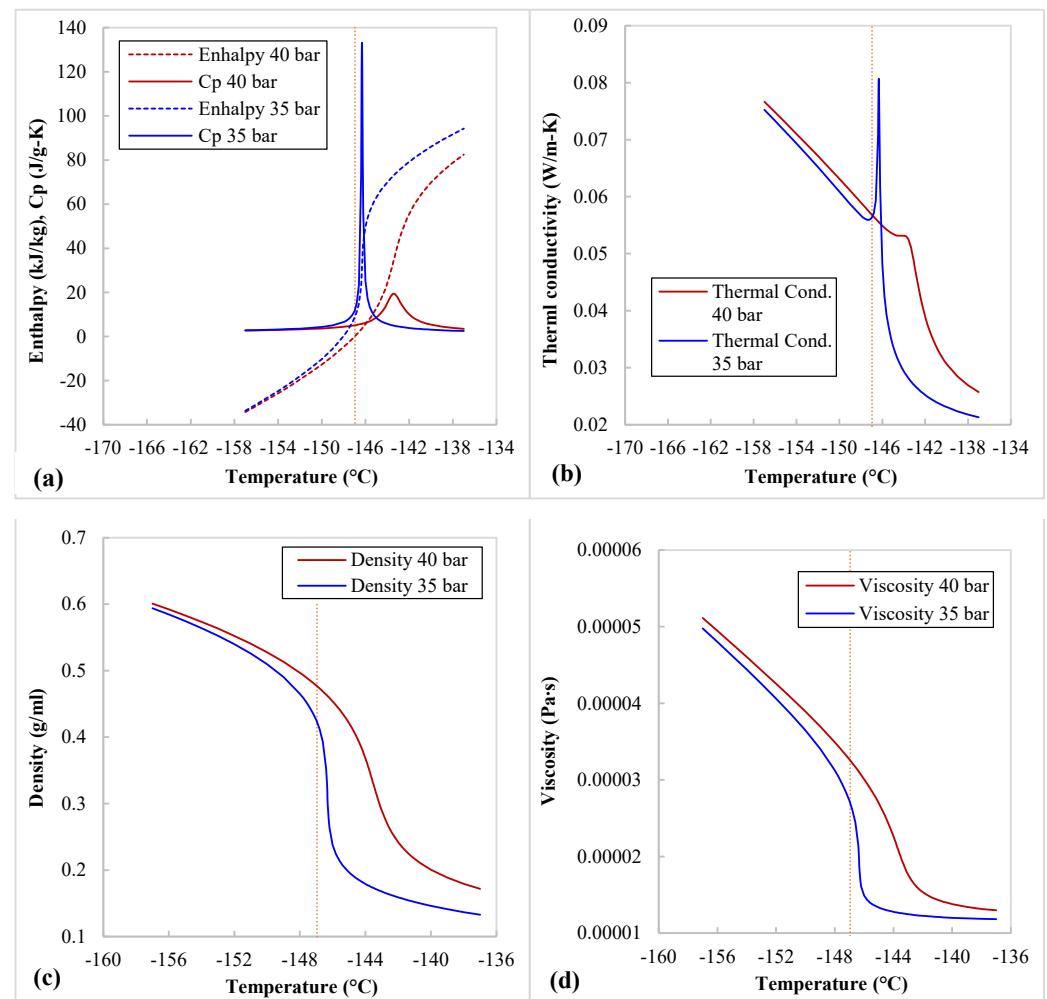 140
120
100
80
60
40
20
0
-20
-40
Enhalpy 40 bar
Cp 40 bar
Enhalpy 35 bar
Cp 35 bar
Enthalpy (kJ/kg), Cp (J/g-K)
-170 -166 -162 -158 -154 -150 -146 -142 -138 -134
(a)
Temperature (°C)
0.09
0.08
0.07
0.06
0.05
0.04
0.03
0.02
Therml conductivity (W/m-K)
Thermal Cond.
40 bar
Thermal Cond.
35 bar
-170 -166 -162 -158 -154 -150 -146 -142 -138 -134
(b)
Temperature (°C)
0.7
0.6
0.5
0.4
0.3
0.2
0.1
Density 40 bar
Density 35 bar
Density (g/ml)
-160 -156 -152 -148 -144 -140 -136
(c)
Temperature (°C)
0.00006
0.00005
0.00004
0.00003
0.00002
0.00001
Viscosity 40 bar
Viscosity 35 bar
Viscosity (Pa·s)
-160 -156 -152 -148 -144 -140 -136
(d)
Temperature (°C)